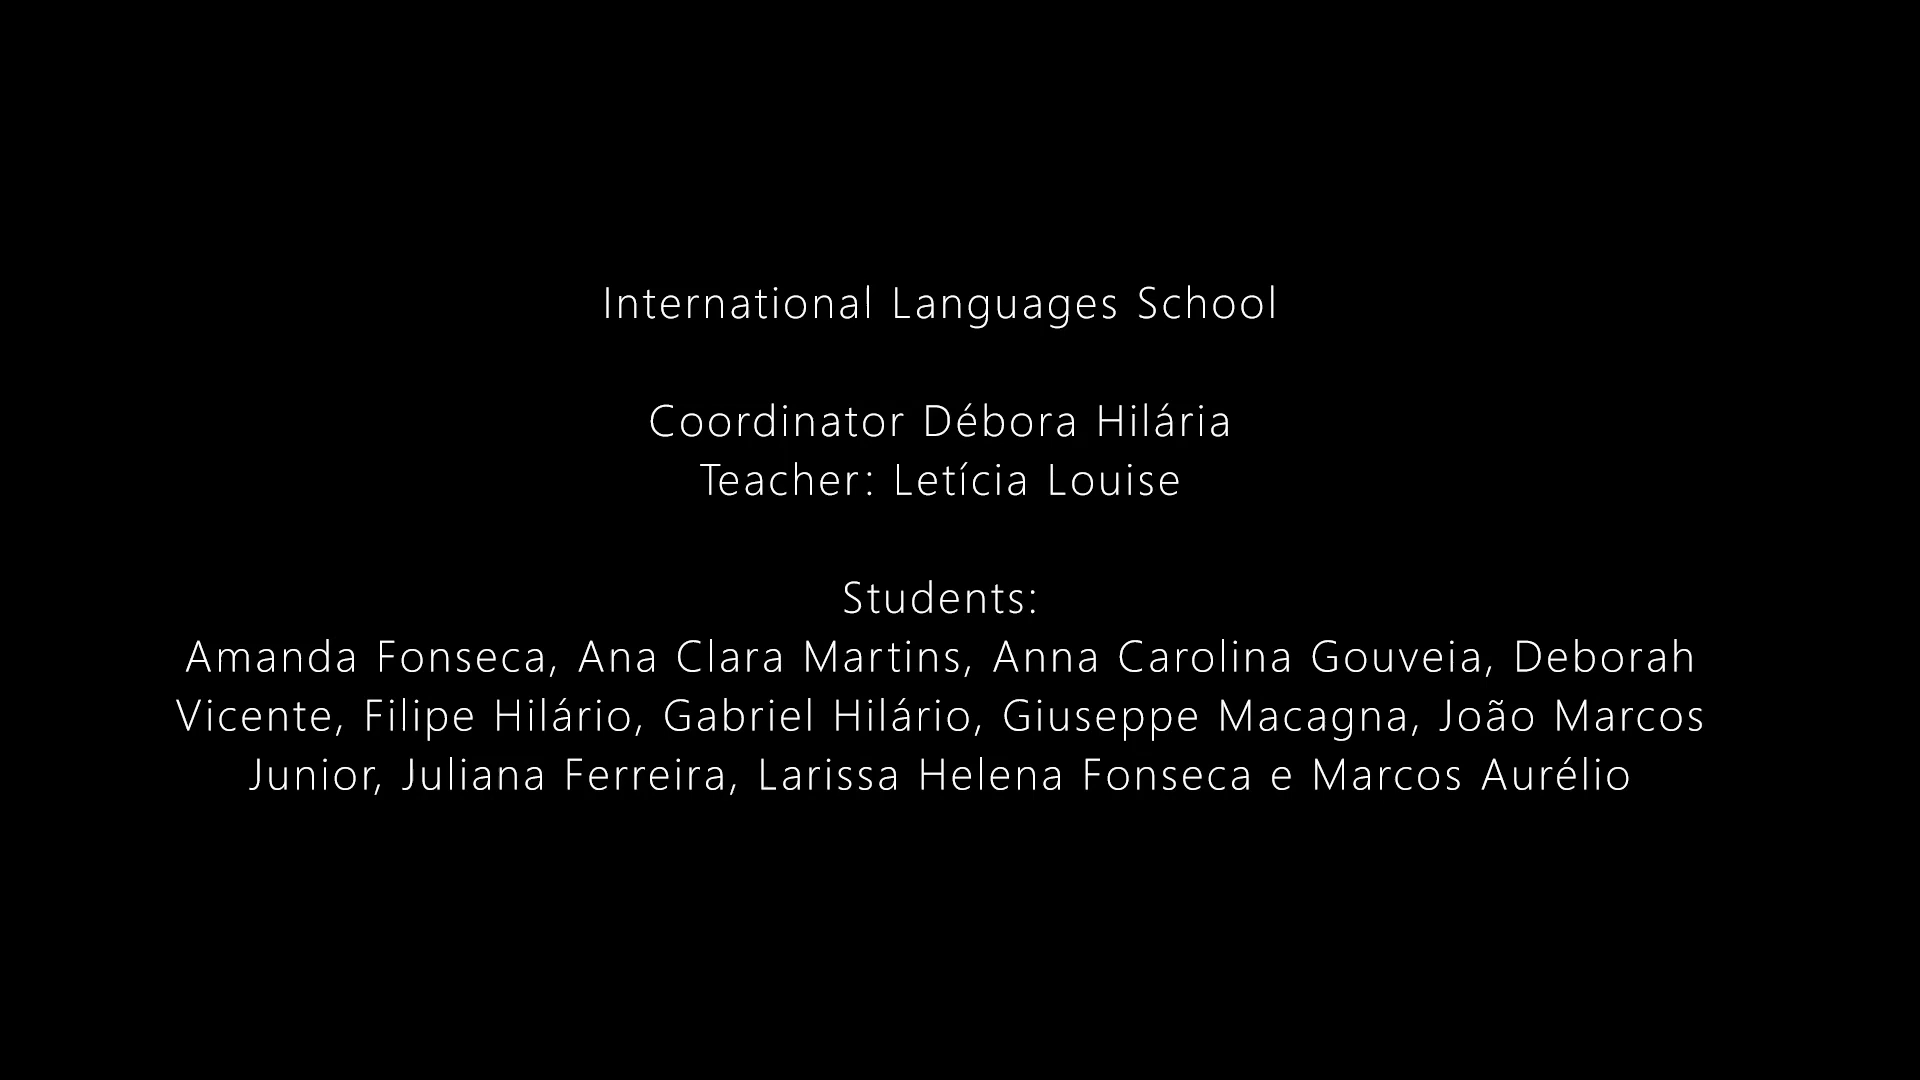 International Languages School
Coordinator Débora Hilária
Teacher: Letícia Louise
Students:
Amanda Fonseca, Ana Clara Martins, Anna Carolina Gouveia, Deborah
Vicente, Filipe Hilário, Gabriel Hilário, Giuseppe Macagna, João Marcos
Junior, Juliana Ferreira, Larissa Helena Fonseca e Marcos Aurélio